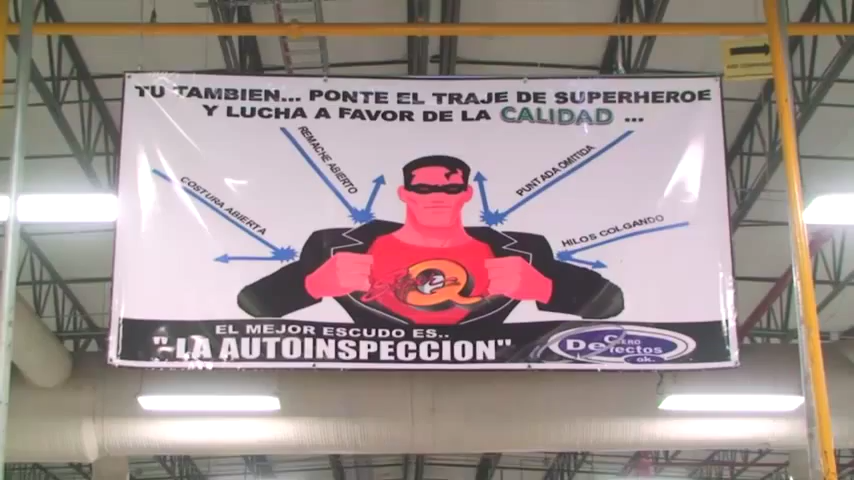 TU TAMBIEN... PONTE EL TRAJE DE SUPERHEROE
Y LUCHA A FAVOR DE LA CALIDAD ...
REMACHE ABIERTO
PUNTADA OMITIDA
COSTURA ABIERTA
HILOS COLGANDO
Q
EL MEJOR ESCUDO ES..
"-LA AUTOINSPECCION"
CERO
Defectos
ok.